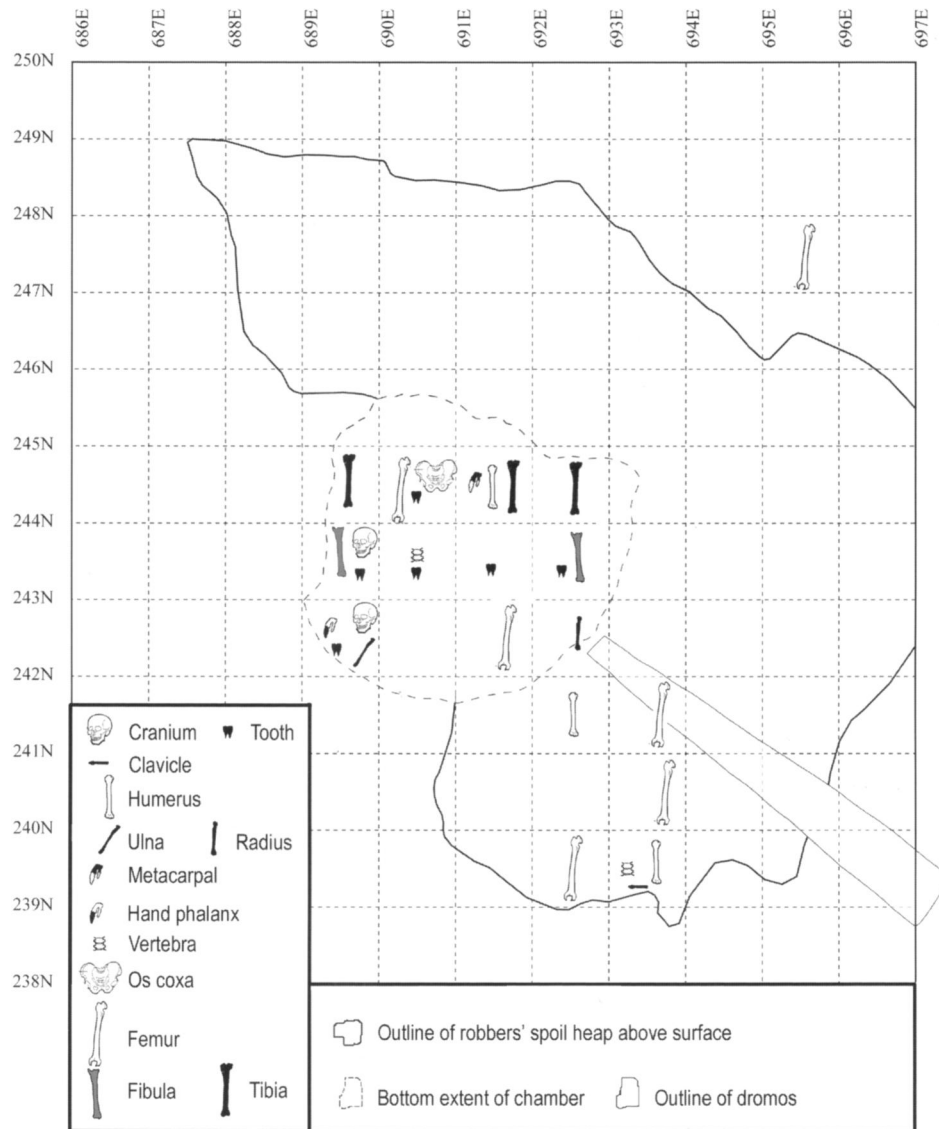 686E 687E 688E 689E 690E 691E 692E 693E 694E 695E 696E 697E
250N
249N
248N
247N
246N
245N
244N
243N
242N
241N
240N
239N
238N
Cranium Tooth
Clavicle
Humerus
Ulna Radius
Metacarpal
Hand phalanx
Vertebra
Os coxa
Femur
Fibula Tibia
Outline of robbers' spoil heap above surface
Bottom extent of chamber Outline of dromos